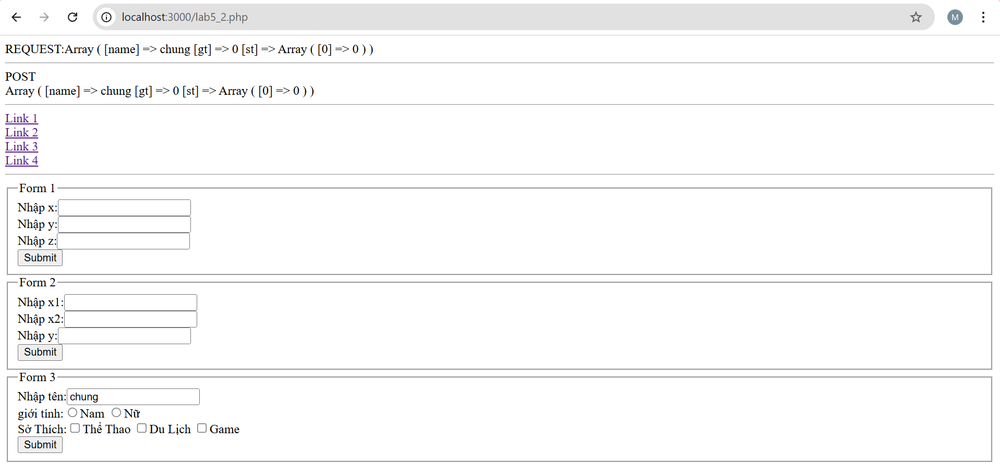 localhost:3000/lab5_2.php
M
REQUEST:Array ( [name] => chung [gt] => 0 [st] => Array ( [0] => 0 ) )
POST
Array ( [name] => chung [gt] => 0 [st] => Array ( [0] => 0 ) )
Link 1
Link 2
Link 3
Link 4
Form 1
Nhập x:
Nhập y:
Nhập z:
Submit
Form 2
Nhập x1:
Nhập x2:
Nhập y:
Submit
Form 3
Nhập tên: chung
giới tính: Nam Nữ
Sở Thích: Thể Thao Du Lịch Game
Submit